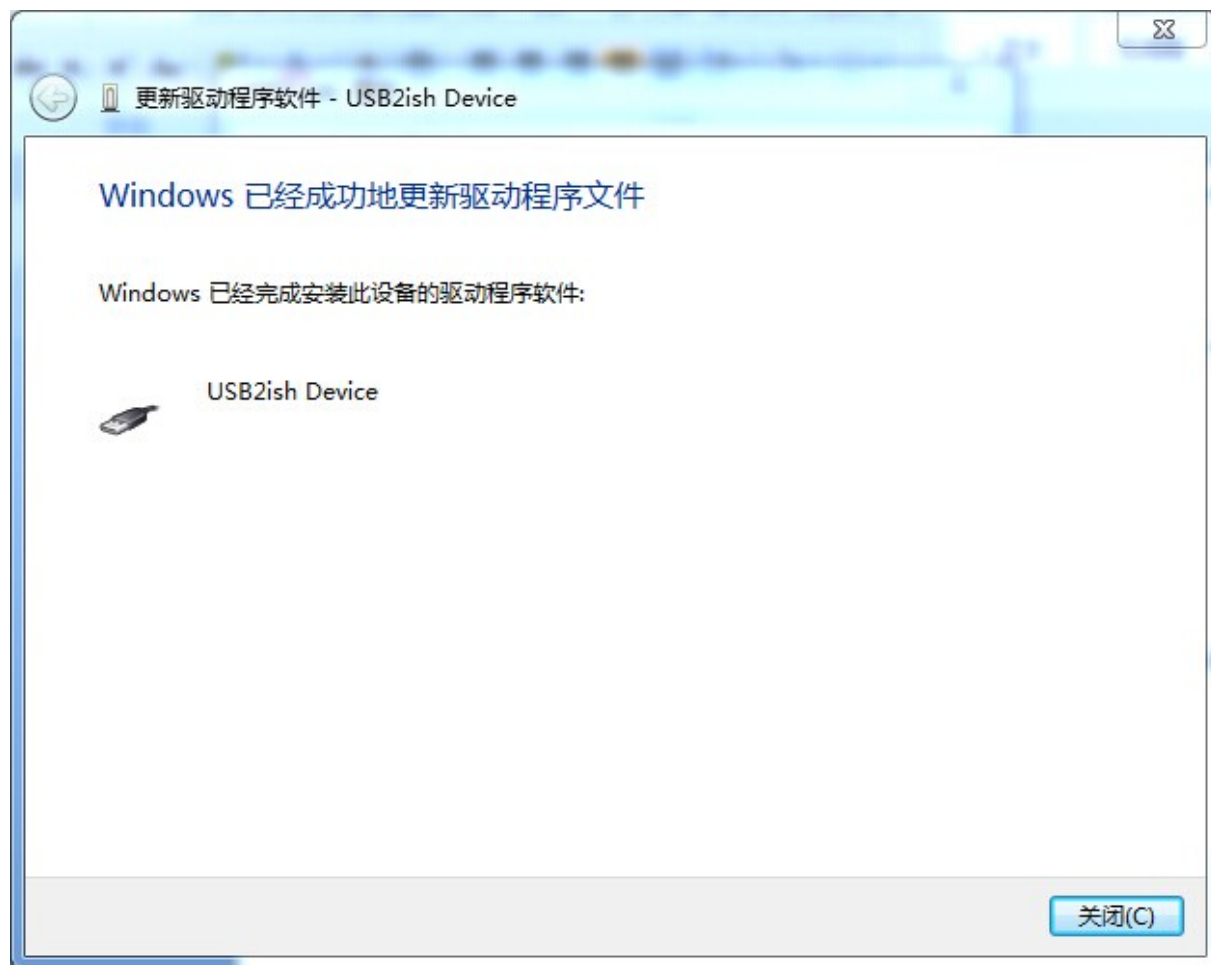 更新驱动程序软件 - USB2ish Device
Windows 已经成功地更新驱动程序文件
Windows 已经完成安装此设备的驱动程序软件:
USB2ish Device
关闭(C)